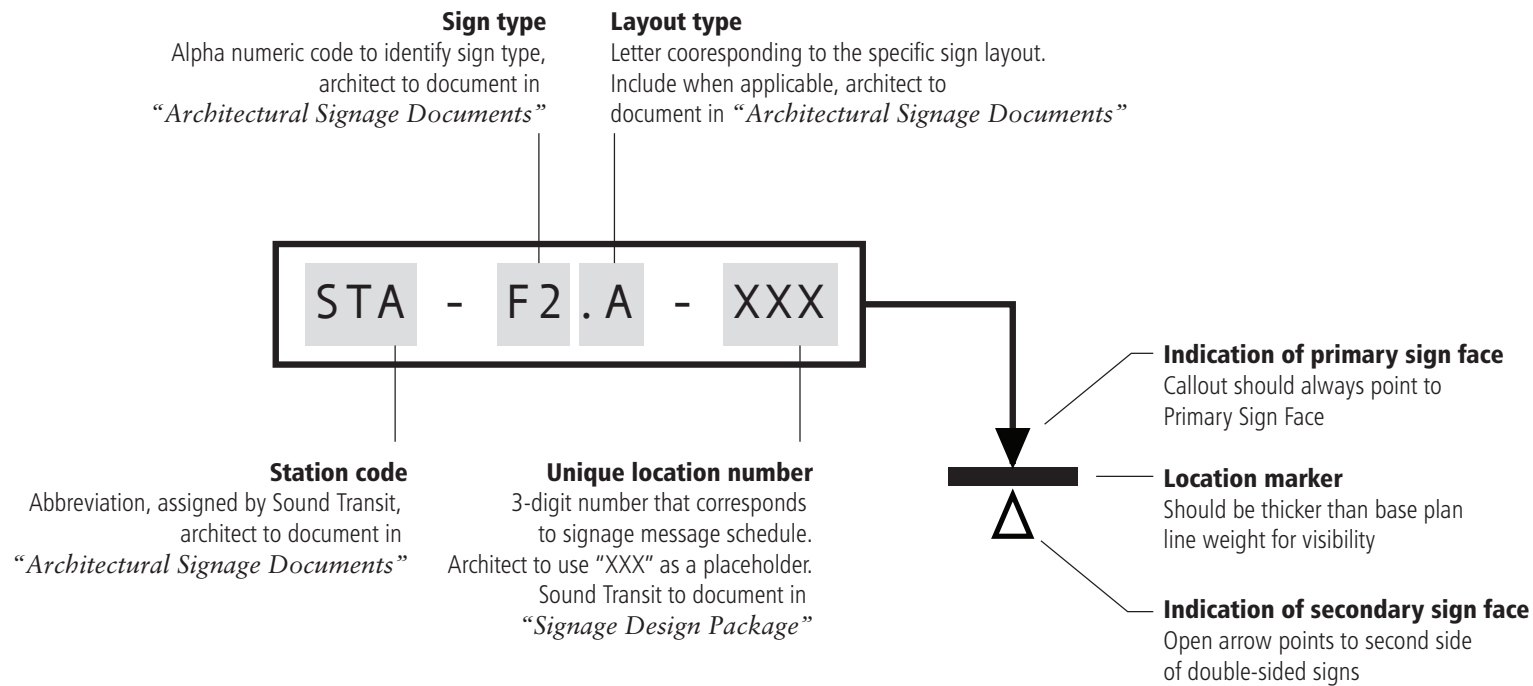 Sign type
Alpha numeric code to identify sign type,
architect to document in
“Architectural Signage Documents”
Layout type
Letter cooresponding to the specific sign layout.
Include when applicable, architect to
document in “Architectural Signage Documents”
STA - F2.A - XXX
Station code
Abbreviation, assigned by Sound Transit,
architect to document in
“Architectural Signage Documents”
Unique location number
3-digit number that corresponds
to signage message schedule.
Architect to use “XXX” as a placeholder.
Sound Transit to document in
“Signage Design Package”
Indication of primary sign face
Callout should always point to
Primary Sign Face
Location marker
Should be thicker than base plan
line weight for visibility
Indication of secondary sign face
Open arrow points to second side
of double-sided signs